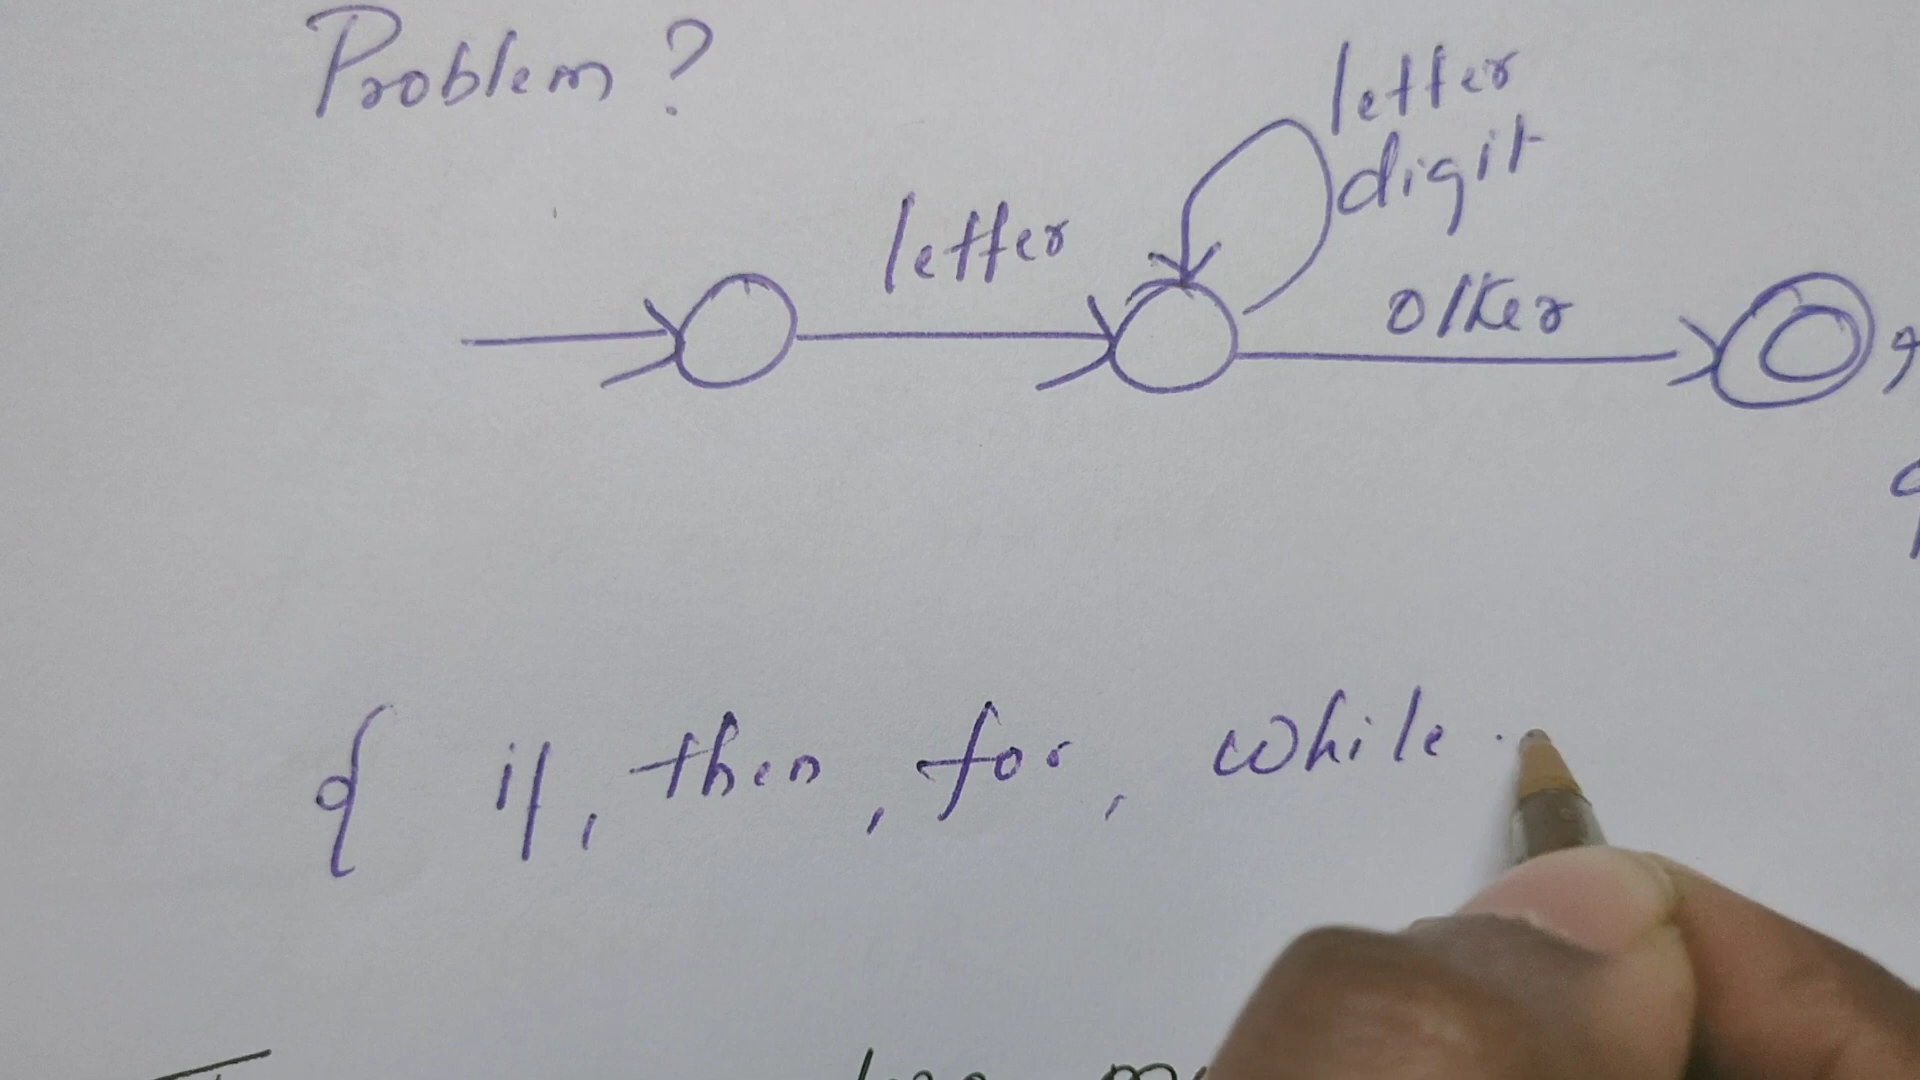 Problem ?
letter
digit
letter
other
{ if, then, for, while .